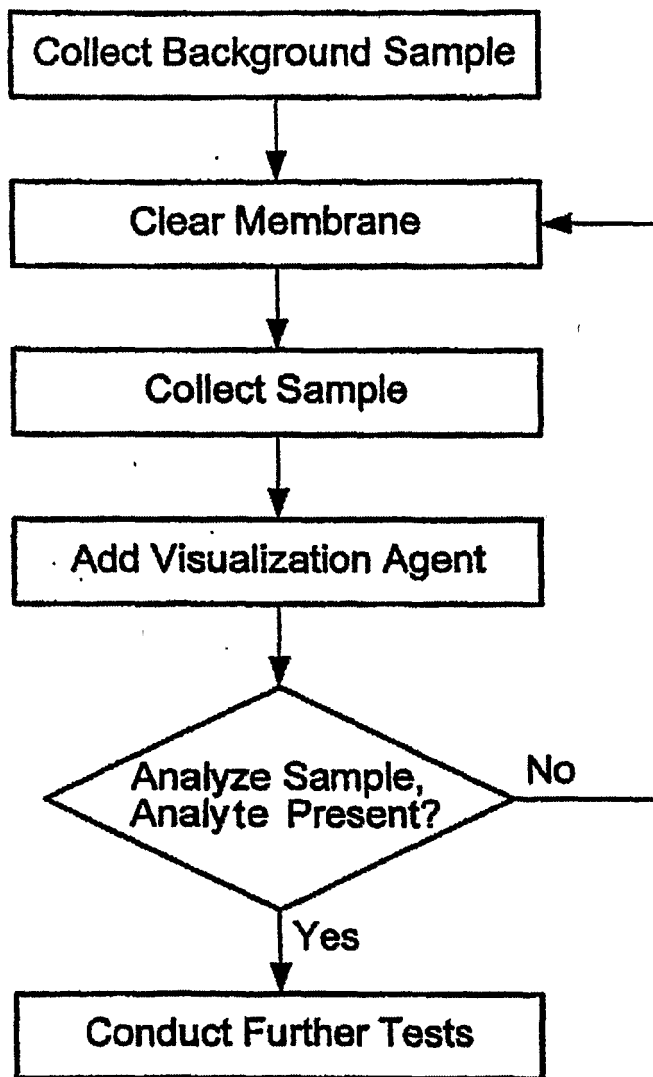 Collect Background Sample
Clear Membrane
Collect Sample
Add Visualization Agent
Analyze Sample,
Analyte Present?
No
Yes
Conduct Further Tests